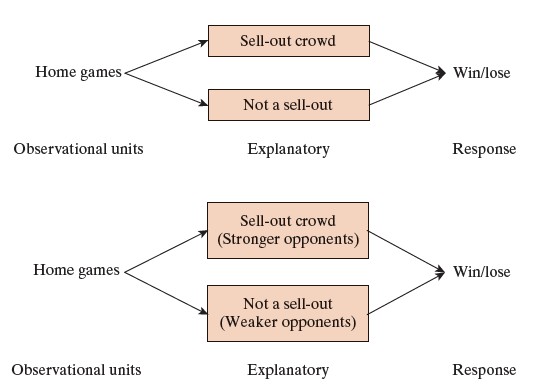 Sell-out crowd
Home games
Win/lose
Not a sell-out
Observational units
Explanatory
Response
Sell-out crowd
(Stronger opponents)
Home games
Win/lose
Not a sell-out
(Weaker opponents)
Observational units
Explanatory
Response